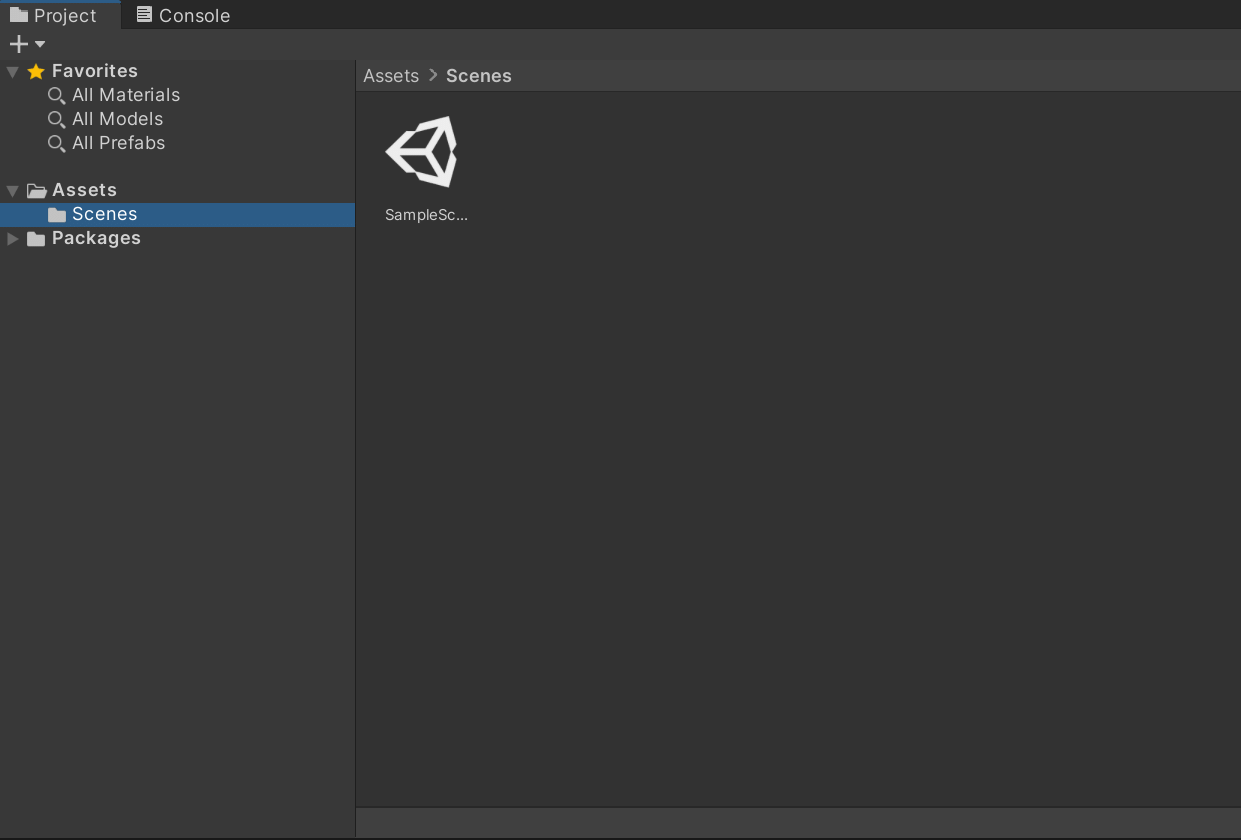 Project
Console
Favorites
All Materials
All Models
All Prefabs
Assets
Scenes
Packages
Assets > Scenes
SampleSc...